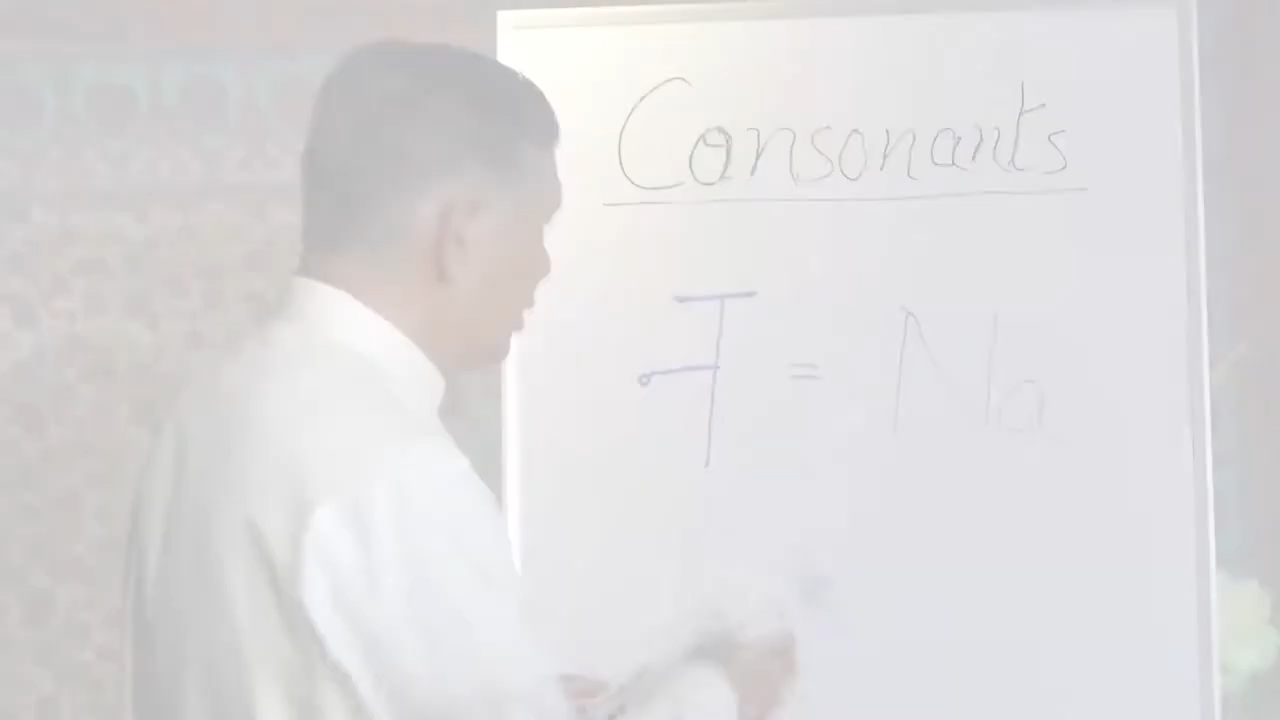 Consonants
न = Na